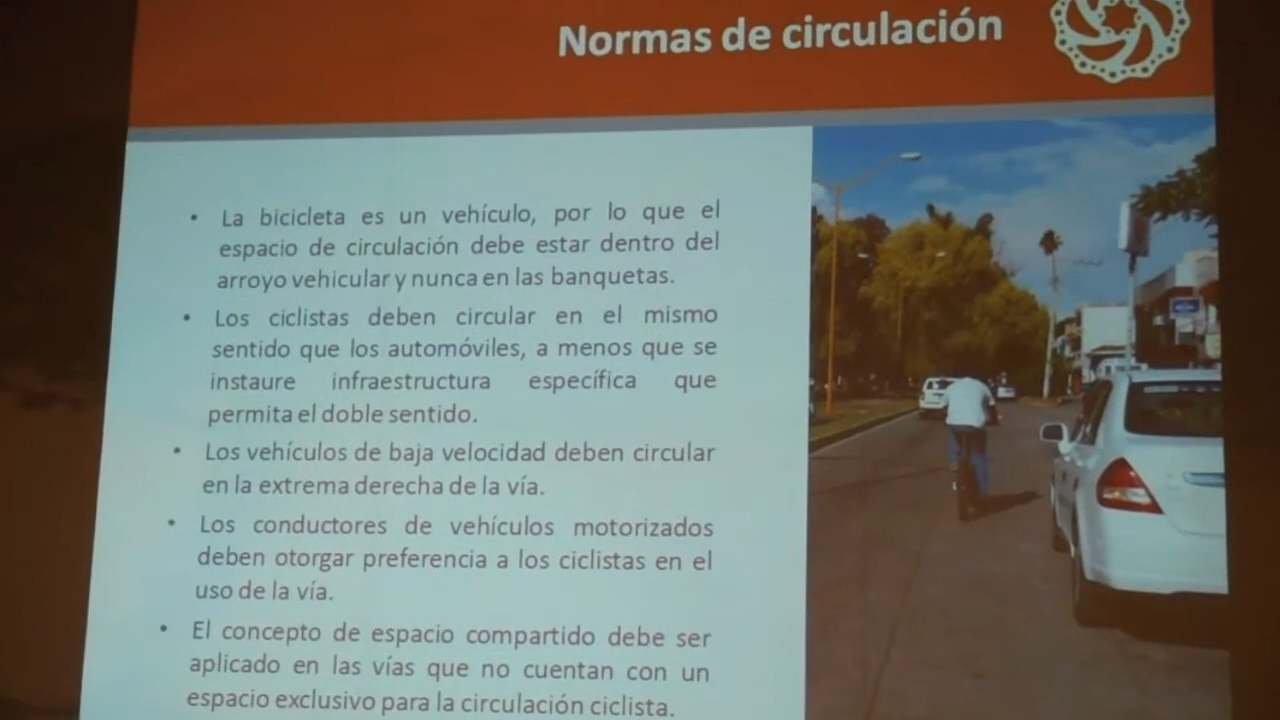 Normas de circulación
• La bicicleta es un vehículo, por lo que el
espacio de circulación debe estar dentro del
arroyo vehicular y nunca en las banquetas.
• Los ciclistas deben circular en el mismo
sentido que los automóviles, a menos que se
instaure infraestructura específica que
permita el doble sentido.
• Los vehículos de baja velocidad deben circular
en la extrema derecha de la vía.
• Los conductores de vehículos motorizados
deben otorgar preferencia a los ciclistas en el
uso de la vía.
• El concepto de espacio compartido debe ser
aplicado en las vías que no cuentan con un
espacio exclusivo para la circulación ciclista.